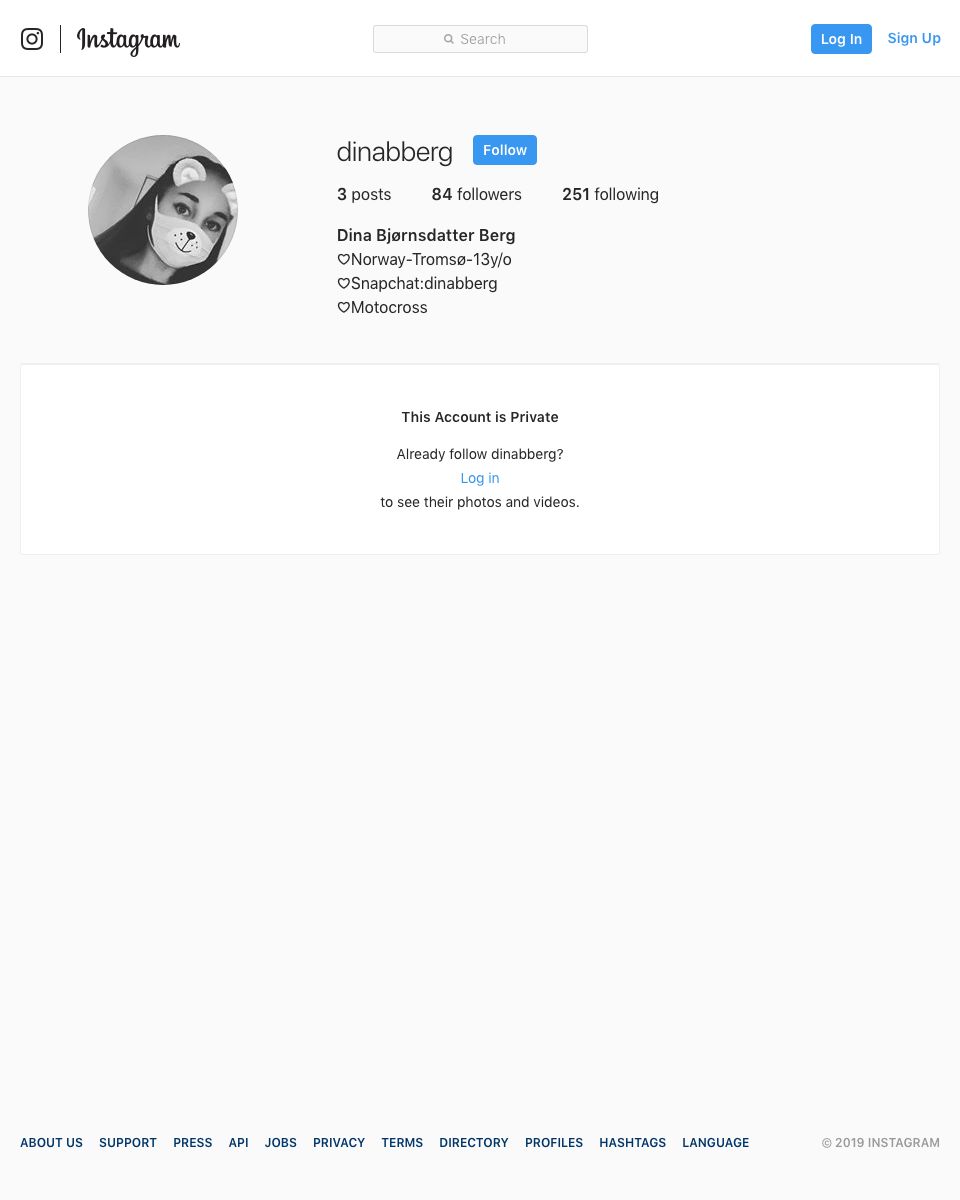 Instagram
Search
Log In
Sign Up
dinabberg
Follow
3 posts 84 followers 251 following
Dina Bjørnsdatter Berg
♡Norway-Tromsø-13y/o
♡Snapchat:dinabberg
♡Motocross
This Account is Private
Already follow dinabberg?
Log in
to see their photos and videos.
ABOUT US SUPPORT PRESS API JOBS PRIVACY TERMS DIRECTORY PROFILES HASHTAGS LANGUAGE © 2019 INSTAGRAM